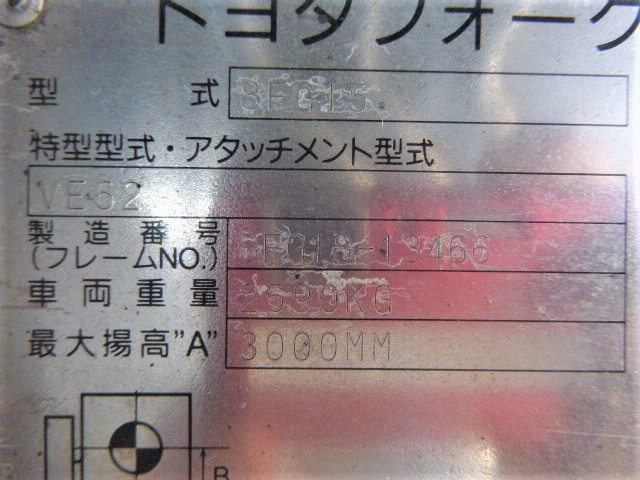 トヨタフォーク
型 式 8FG15
特型型式・アタッチメント型式
VE62
製造番号
(フレームNO.)
車両重量
最大揚高"A" 3000MM
B